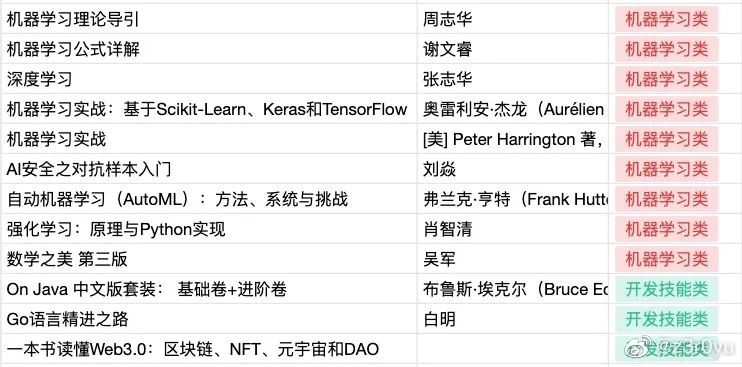 机器学习理论导引 周志华 机器学习类
机器学习公式详解 谢文睿 机器学习类
深度学习 张志华 机器学习类
机器学习实战：基于Scikit-Learn、Keras和TensorFlow 奥雷利安·杰龙（Aurélien 机器学习类
机器学习实战 [美] Peter Harrington 著， 机器学习类
AI安全之对抗样本入门 刘焱 机器学习类
自动机器学习（AutoML）：方法、系统与挑战 弗兰克·亨特（Frank Hutte 机器学习类
强化学习：原理与Python实现 肖智清 机器学习类
数学之美 第三版 吴军 机器学习类
On Java 中文版套装： 基础卷+进阶卷 布鲁斯·埃克尔（Bruce Ec 开发技能类
Go语言精进之路 白明 开发技能类
一本书读懂Web3.0：区块链、NFT、元宇宙和DAO 开发技能类
@z3r0yu